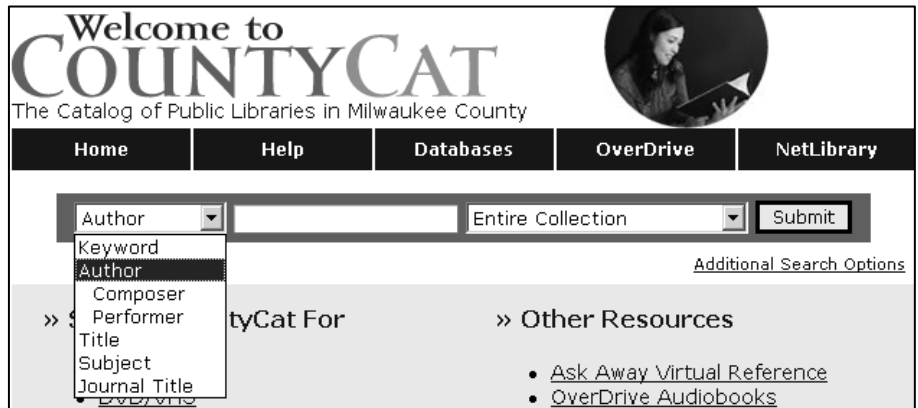 Welcome to
COUNTYCAT
The Catalog of Public Libraries in Milwaukee County
Home Help Databases OverDrive NetLibrary
Author Entire Collection Submit
Keyword
Author
Composer
Performer
Title
Subject
Journal Title
Additional Search Options
» tyCat For
» Other Resources
• Ask Away Virtual Reference
• OverDrive Audiobooks
• DVD/VHS